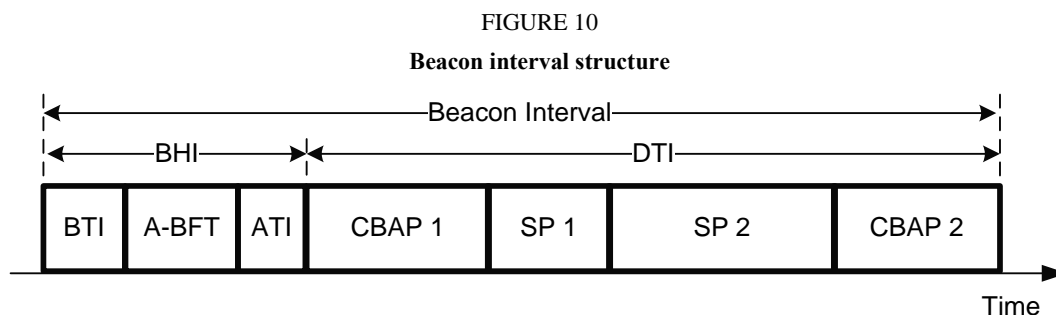 FIGURE 10
Beacon interval structure
Beacon Interval
BHI DTI
BTI A-BFT ATI CBAP 1 SP 1 SP 2 CBAP 2
Time